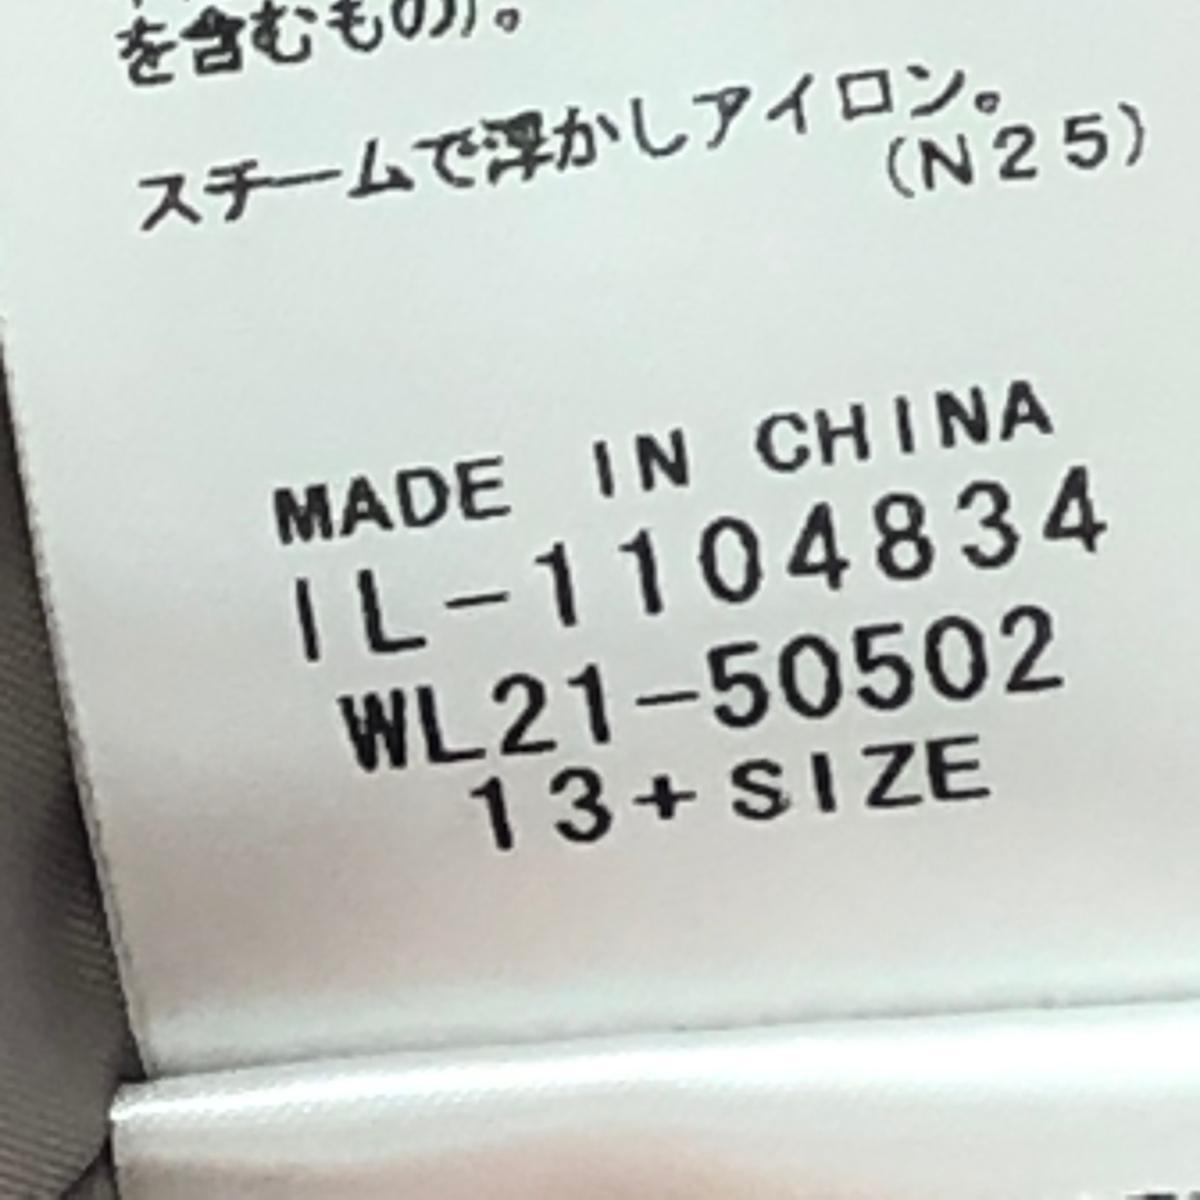 を含むもの)。
スチームで浮かしアイロン。
(N25)
MADE IN CHINA
IL-1104834
WL21-50502
13+SIZE